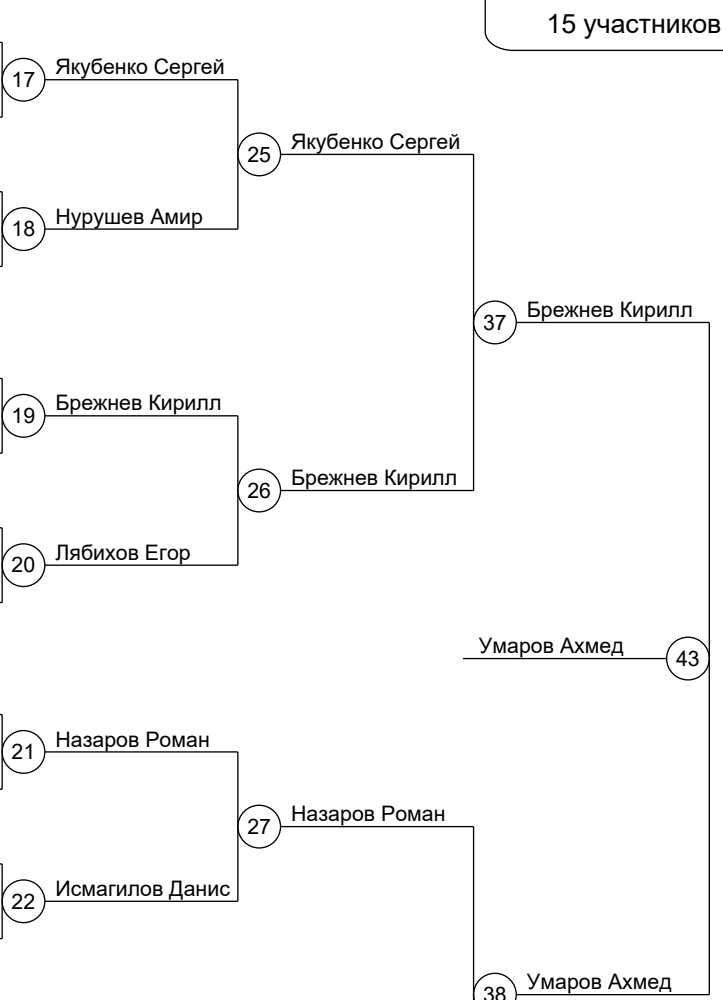 15 участников
17 Якубенко Сергей
25 Якубенко Сергей
18 Нурушев Амир
37 Брежнев Кирилл
19 Брежнев Кирилл
26 Брежнев Кирилл
20 Лябихов Егор
Умаров Ахмед 43
21 Назаров Роман
27 Назаров Роман
22 Исмагилов Данис
38 Умаров Ахмед